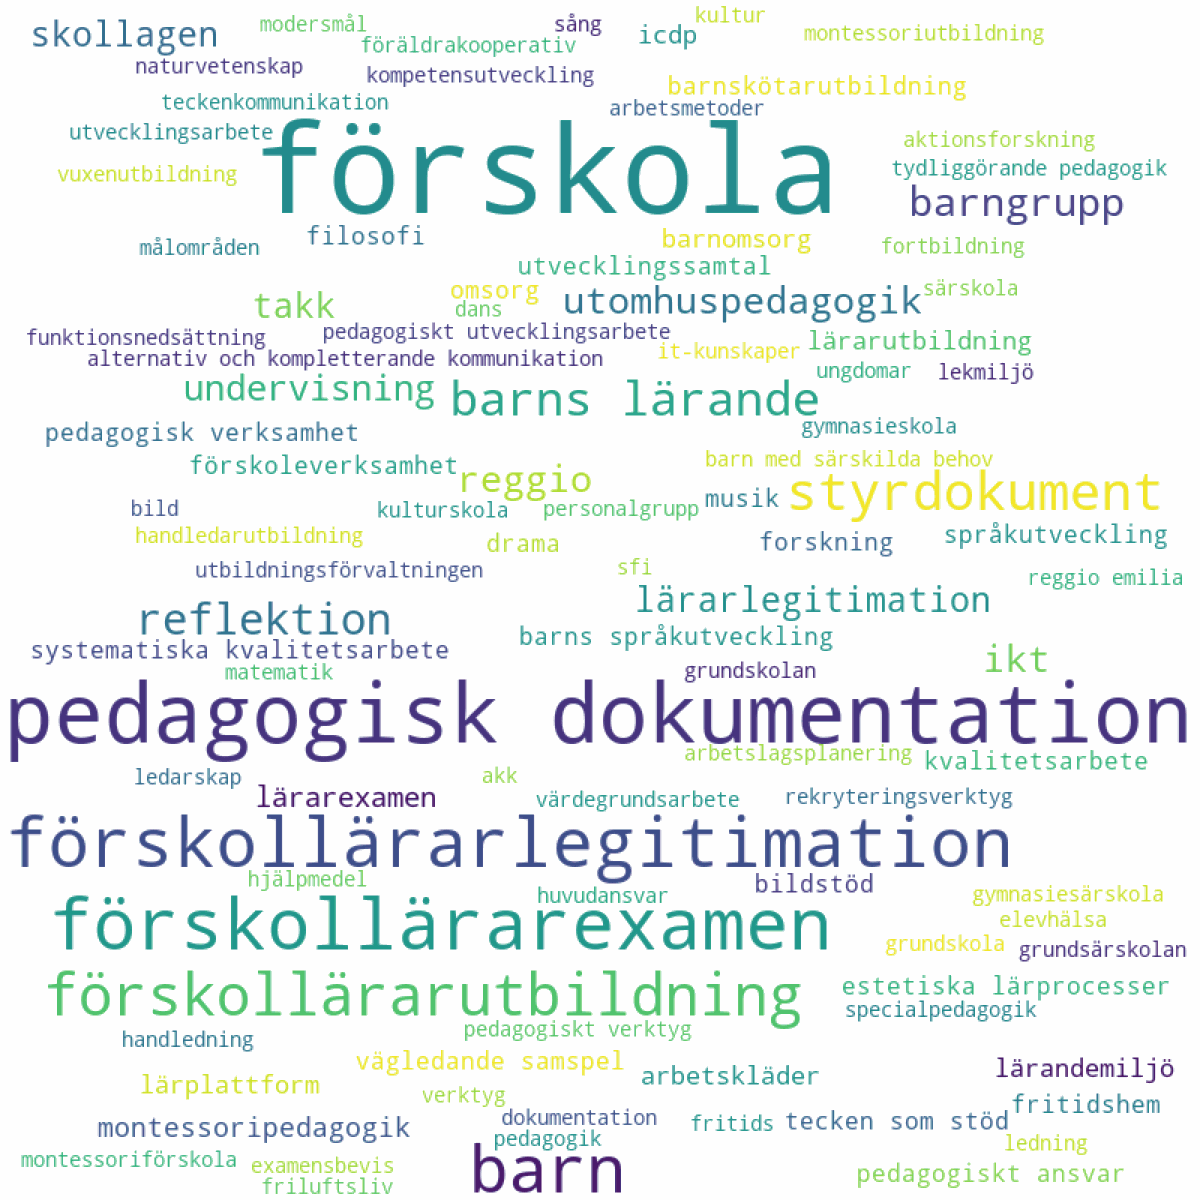 kultur
modersmål
sång
skollagen
icdp
montessoriutbildning
föräldrakooperativ
naturvetenskap
kompetensutveckling
barnskötarutbildning
teckenkommunikation
arbetsmetoder
utvecklingsarbete
förskola
aktionsforskning
vuxenutbildning
tydliggörande pedagogik
barngrupp
målområden
filosofi
barnomsorg
fortbildning
utvecklingssamtal
omsorg
särskola
takk
dans
utomhuspedagogik
funktionsnedsättning
pedagogiskt utvecklingsarbete
lärarutbildning
alternativ och kompletterande kommunikation
it-kunskaper
ungdomar
lekmiljö
undervisning
barns lärande
pedagogisk verksamhet
gymnasieskola
förskoleverksamhet
barn med särskilda behov
reggio
styrdokument
bild
kulturskola
personalgrupp
musik
handledarutbildning
drama
forskning
språkutveckling
utbildningsförvaltningen
sfi
reggio emilia
reflektion
lärarlegitimation
systematiska kvalitetsarbete
barns språkutveckling
matematik
grundskolan
ikt
pedagogisk dokumentation
arbetslagsplanering
kvalitetsarbete
ledarskap
akk
lärarexamen
värdegrundsarbete
rekryteringsverktyg
förskollärarlegitimation
hjälpmedel
huvudansvar
bildstöd
gymnasiesärskola
förskollärarexamen
elevhälsa
grundskola
grundsärskolan
förskollärarutbildning
estetiska lärprocesser
specialpedagogik
handledning
pedagogiskt verktyg
vägledande samspel
lärplattform
arbetskläder
lärandemiljö
verktyg
montessoripedagogik
dokumentation
fritids
tecken som stöd
fritidshem
pedagogik
ledning
montessoriförskola
examensbevis
barn
pedagogiskt ansvar
friluftsliv